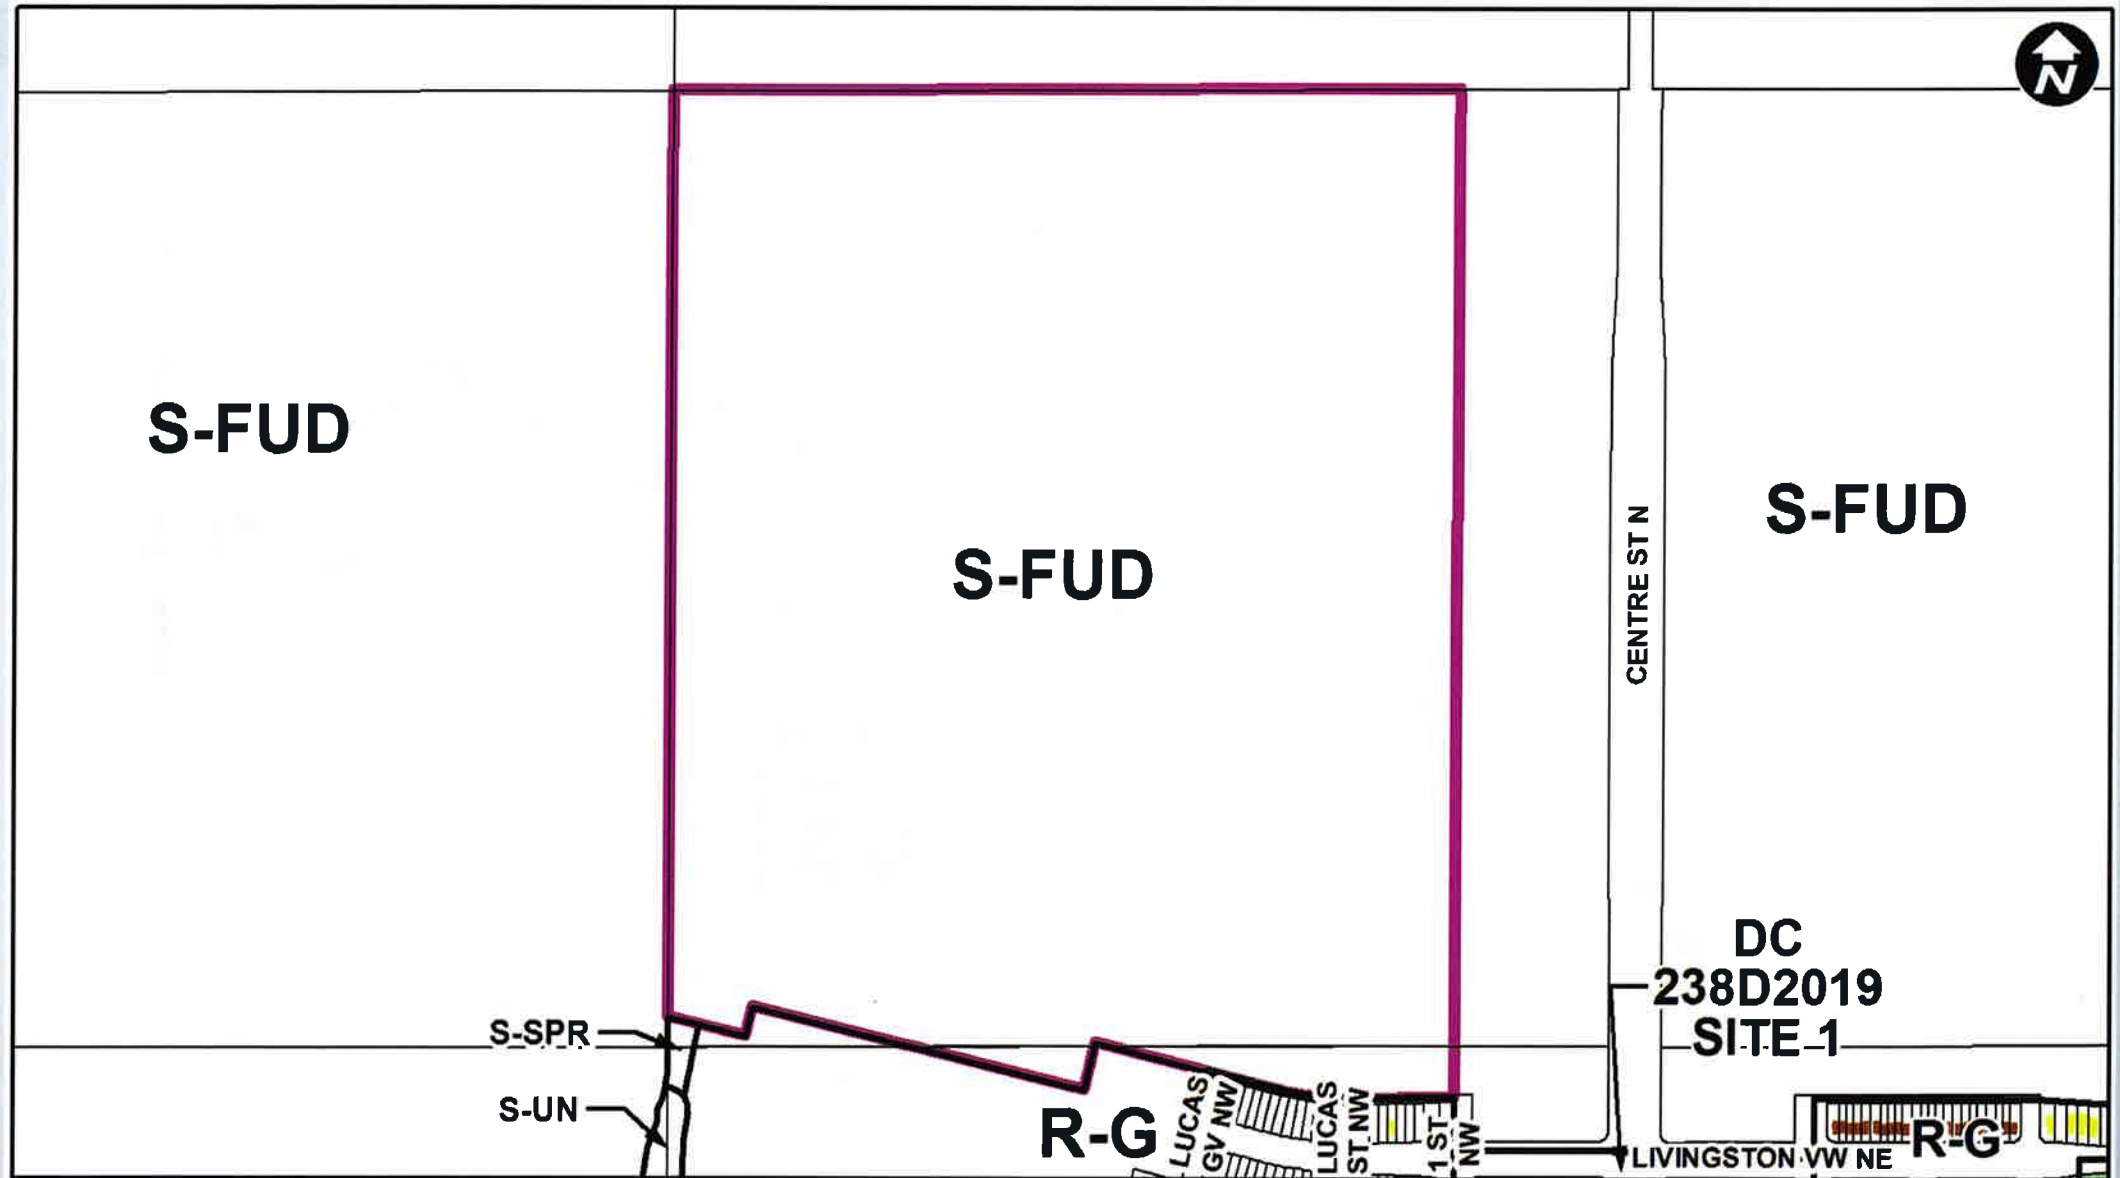 N
S-FUD
S-FUD
S-FUD
CENTRE ST N
DC
238D2019
SITE 1
S-SPR
S-UN
R-G
LUCAS
GV NW
LUCAS
ST NW
1 ST
NW
LIVINGSTON VW NE
R-G